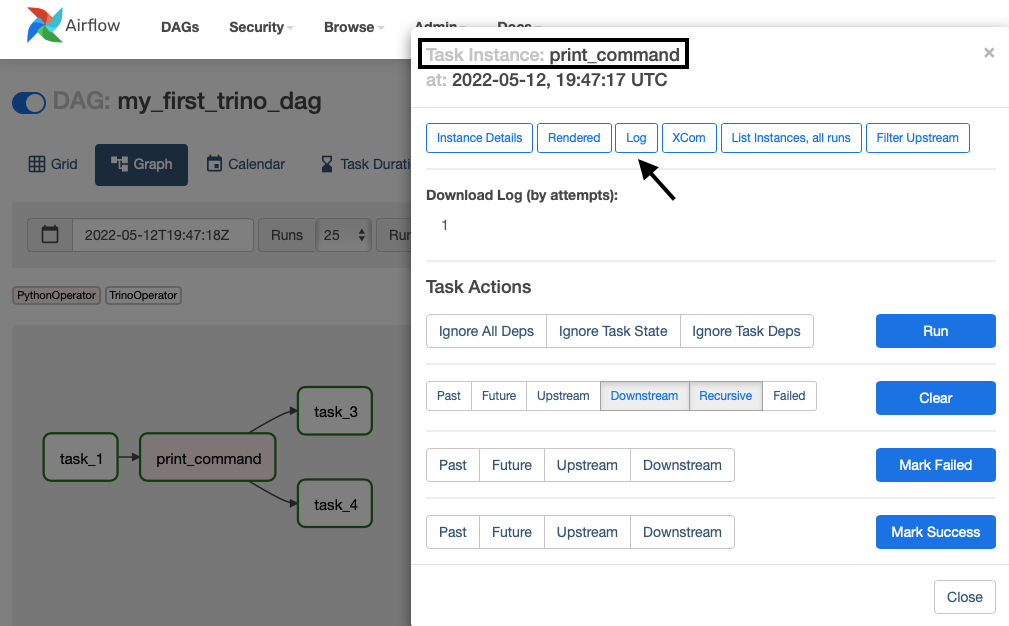 Airflow
DAGs Security Browse Admin Docs
DAG: my_first_trino_dag
Grid Graph Calendar Task Durati
2022-05-12T19:47:18Z Runs 25 Run
PythonOperator TrinoOperator
task_1
print_command
task_3
task_4
Task Instance: print_command
×
at: 2022-05-12, 19:47:17 UTC
Instance Details Rendered Log XCom List Instances, all runs Filter Upstream
Download Log (by attempts):
1
Task Actions
Ignore All Deps Ignore Task State Ignore Task Deps Run
Past Future Upstream Downstream Recursive Failed Clear
Past Future Upstream Downstream Mark Failed
Past Future Upstream Downstream Mark Success
Close